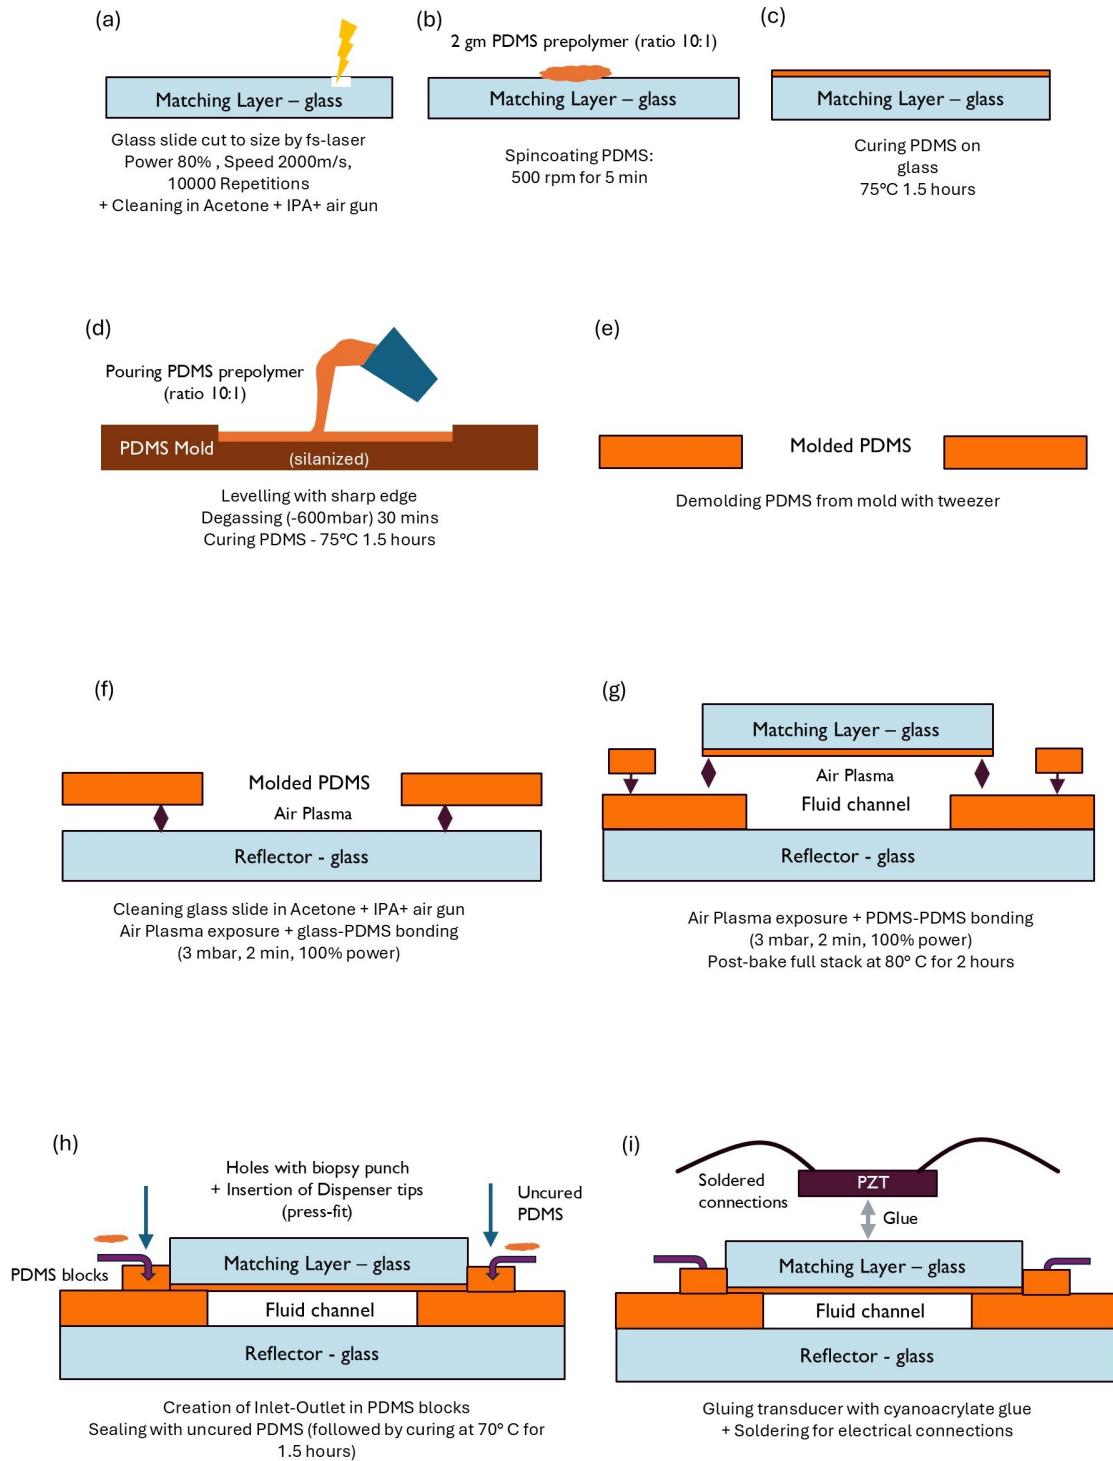 (a)
Matching Layer – glass
Glass slide cut to size by fs-laser
Power 80% , Speed 2000m/s,
10000 Repetitions
+ Cleaning in Acetone + IPA+ air gun
(b)
2 gm PDMS prepolymer (ratio 10:1)
Matching Layer – glass
Spincoating PDMS:
500 rpm for 5 min
(c)
Matching Layer – glass
Curing PDMS on
glass
75°C 1.5 hours
(d)
Pouring PDMS prepolymer
(ratio 10:1)
PDMS Mold
(silanized)
Levelling with sharp edge
Degassing (-600mbar) 30 mins
Curing PDMS - 75°C 1.5 hours
(e)
Molded PDMS
Demolding PDMS from mold with tweezer
(f)
Molded PDMS
Air Plasma
Reflector - glass
Cleaning glass slide in Acetone + IPA+ air gun
Air Plasma exposure + glass-PDMS bonding
(3 mbar, 2 min, 100% power)
(g)
Matching Layer – glass
Air Plasma
Fluid channel
Reflector - glass
Air Plasma exposure + PDMS-PDMS bonding
(3 mbar, 2 min, 100% power)
Post-bake full stack at 80° C for 2 hours
(h)
Holes with biopsy punch
+ Insertion of Dispenser tips
(press-fit)
Uncured
PDMS
PDMS blocks
Matching Layer – glass
Fluid channel
Reflector - glass
Creation of Inlet-Outlet in PDMS blocks
Sealing with uncured PDMS (followed by curing at 70° C for
1.5 hours)
(i)
Soldered
connections
PZT
Glue
Matching Layer – glass
Fluid channel
Reflector - glass
Gluing transducer with cyanoacrylate glue
+ Soldering for electrical connections